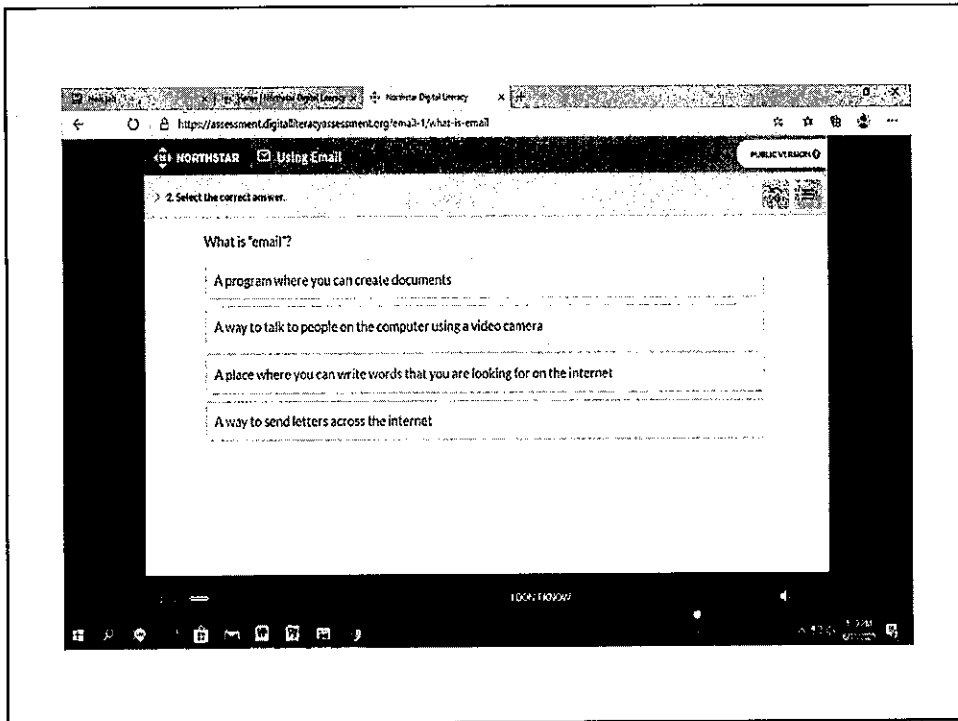 Northstar Digital Literacy
https://assessment.digitalliteracyassessment.org/email-1/what-is-email
NORTHSTAR Using Email
PUBLIC VERSION
2. Select the correct answer.
What is "email"?
A program where you can create documents
A way to talk to people on the computer using a video camera
A place where you can write words that you are looking for on the internet
A way to send letters across the internet
I DON'T KNOW